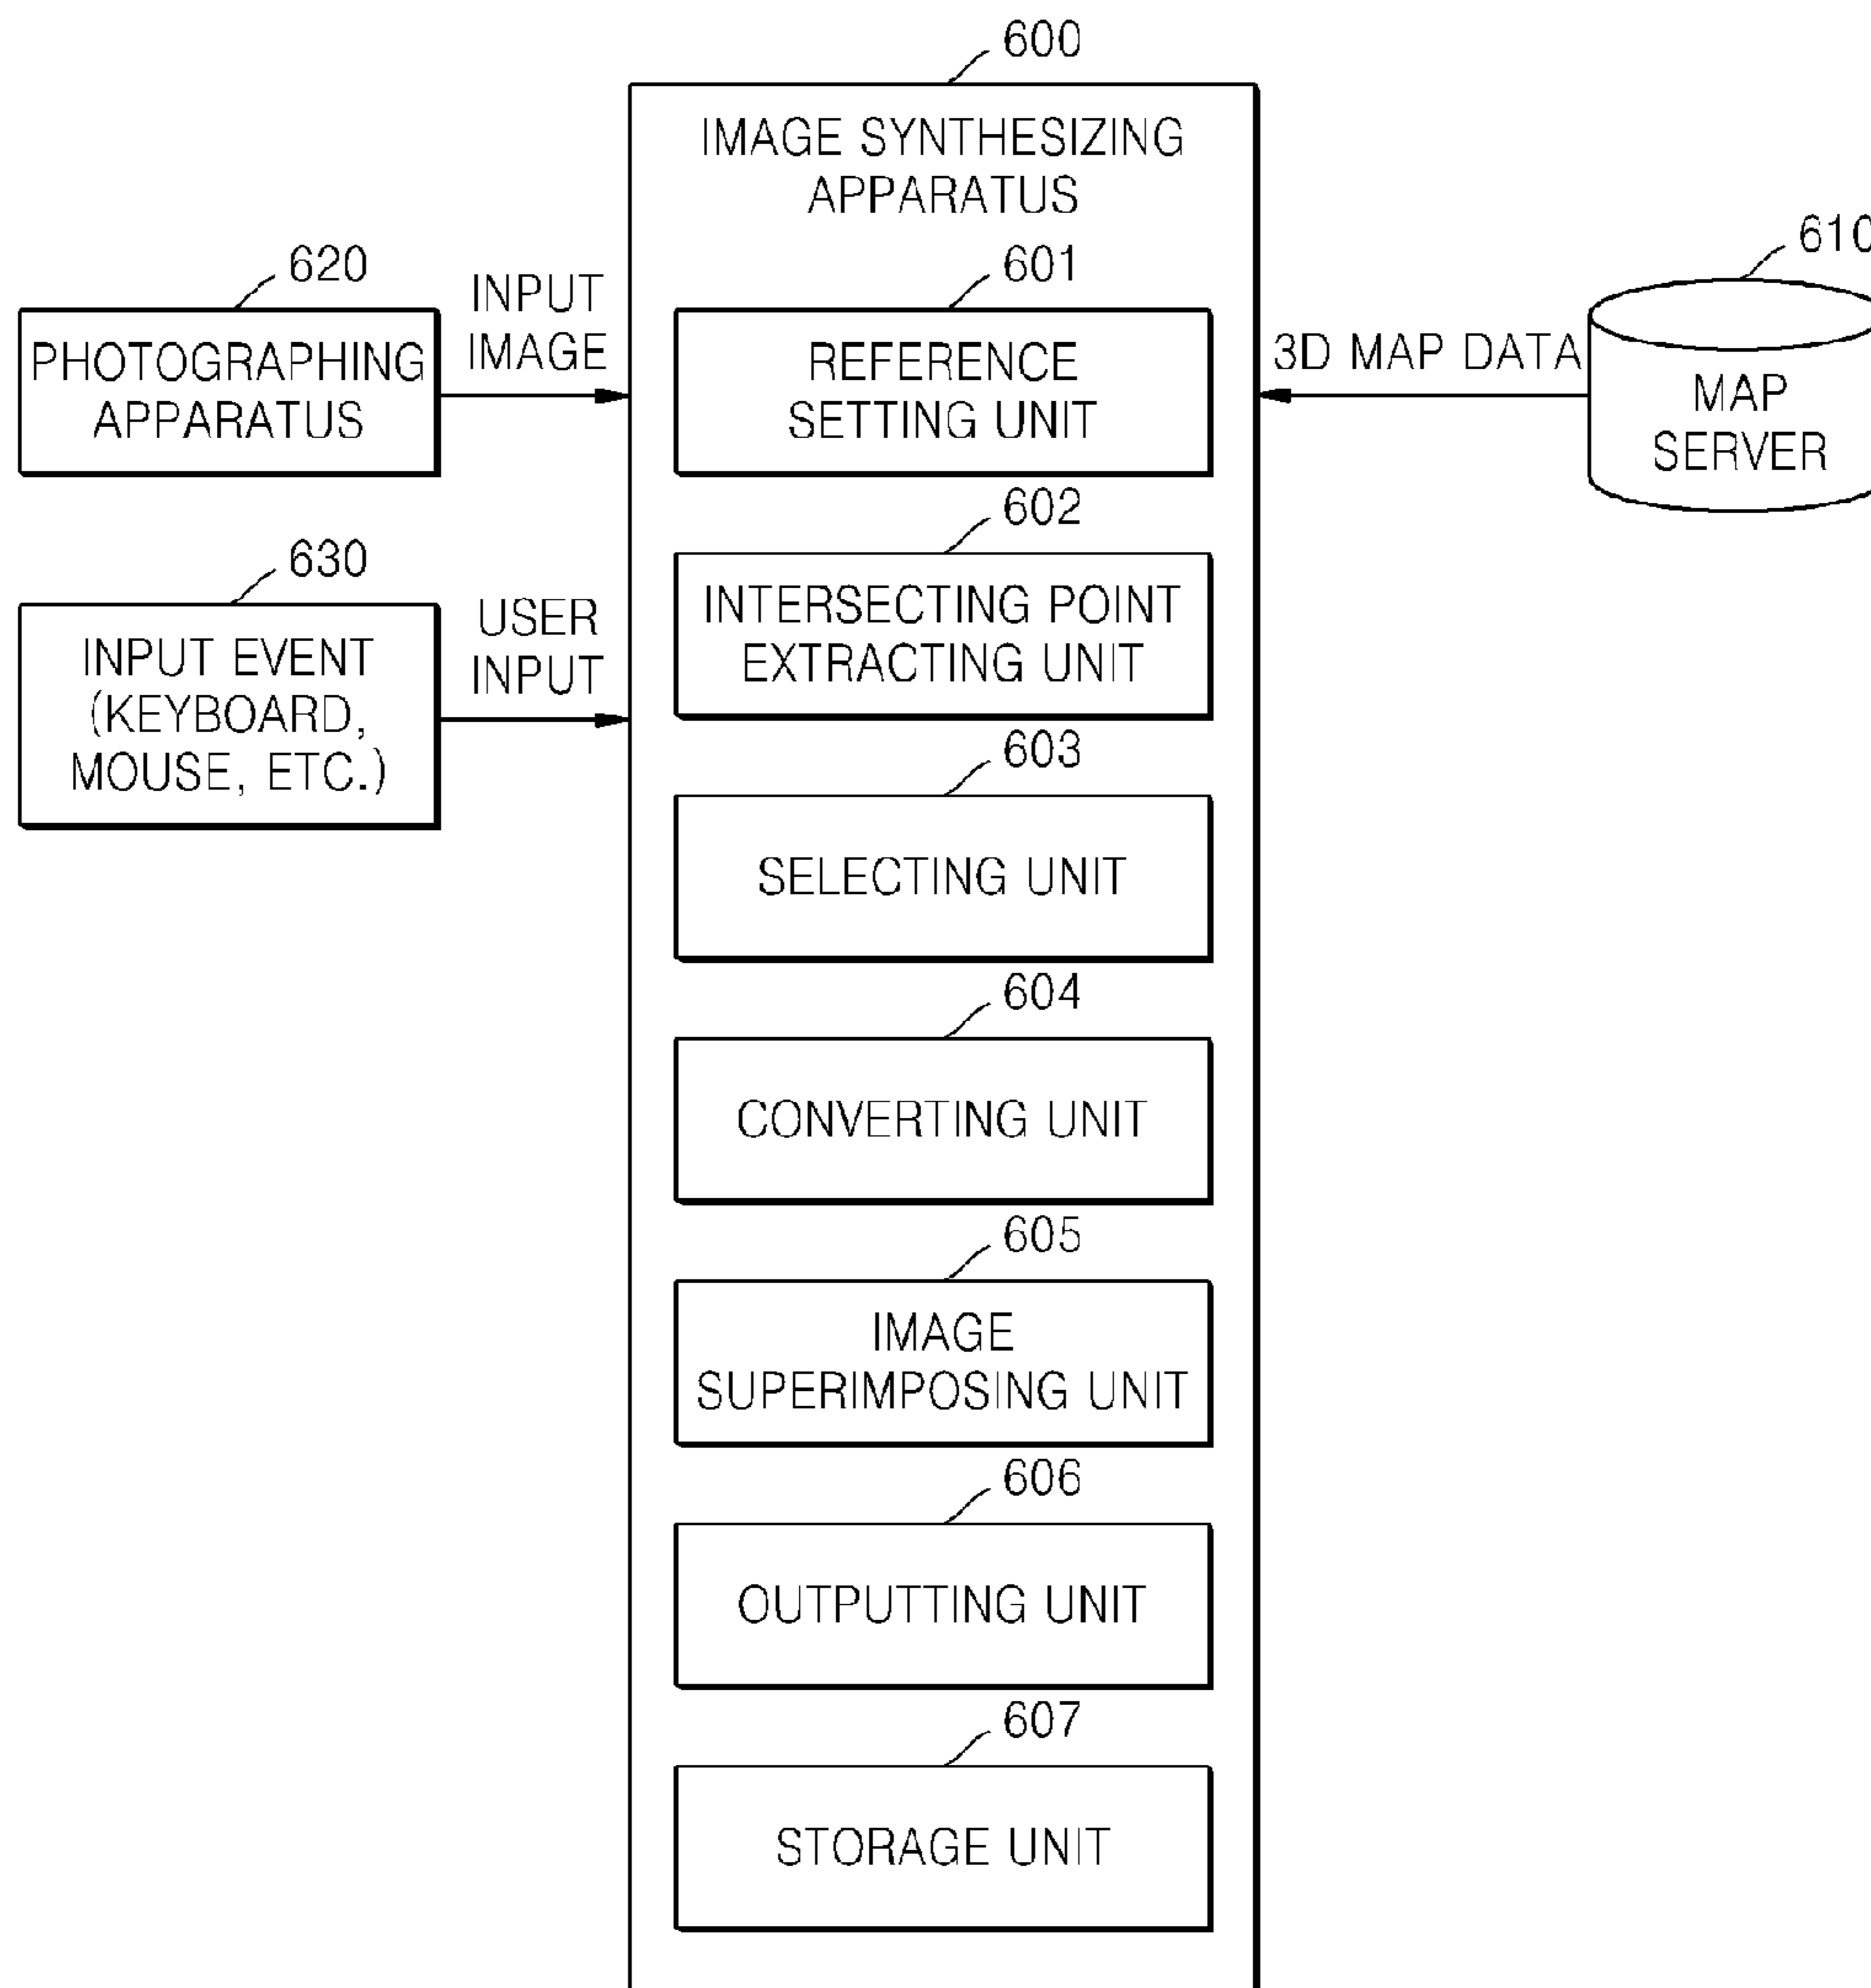 600
IMAGE SYNTHESIZING
APPARATUS
620
PHOTOGRAPHING
APPARATUS
INPUT
IMAGE
601
REFERENCE
SETTING UNIT
3D MAP DATA
610
MAP
SERVER
630
INPUT EVENT
(KEYBOARD,
MOUSE, ETC.)
USER
INPUT
602
INTERSECTING POINT
EXTRACTING UNIT
603
SELECTING UNIT
604
CONVERTING UNIT
605
IMAGE
SUPERIMPOSING UNIT
606
OUTPUTTING UNIT
607
STORAGE UNIT